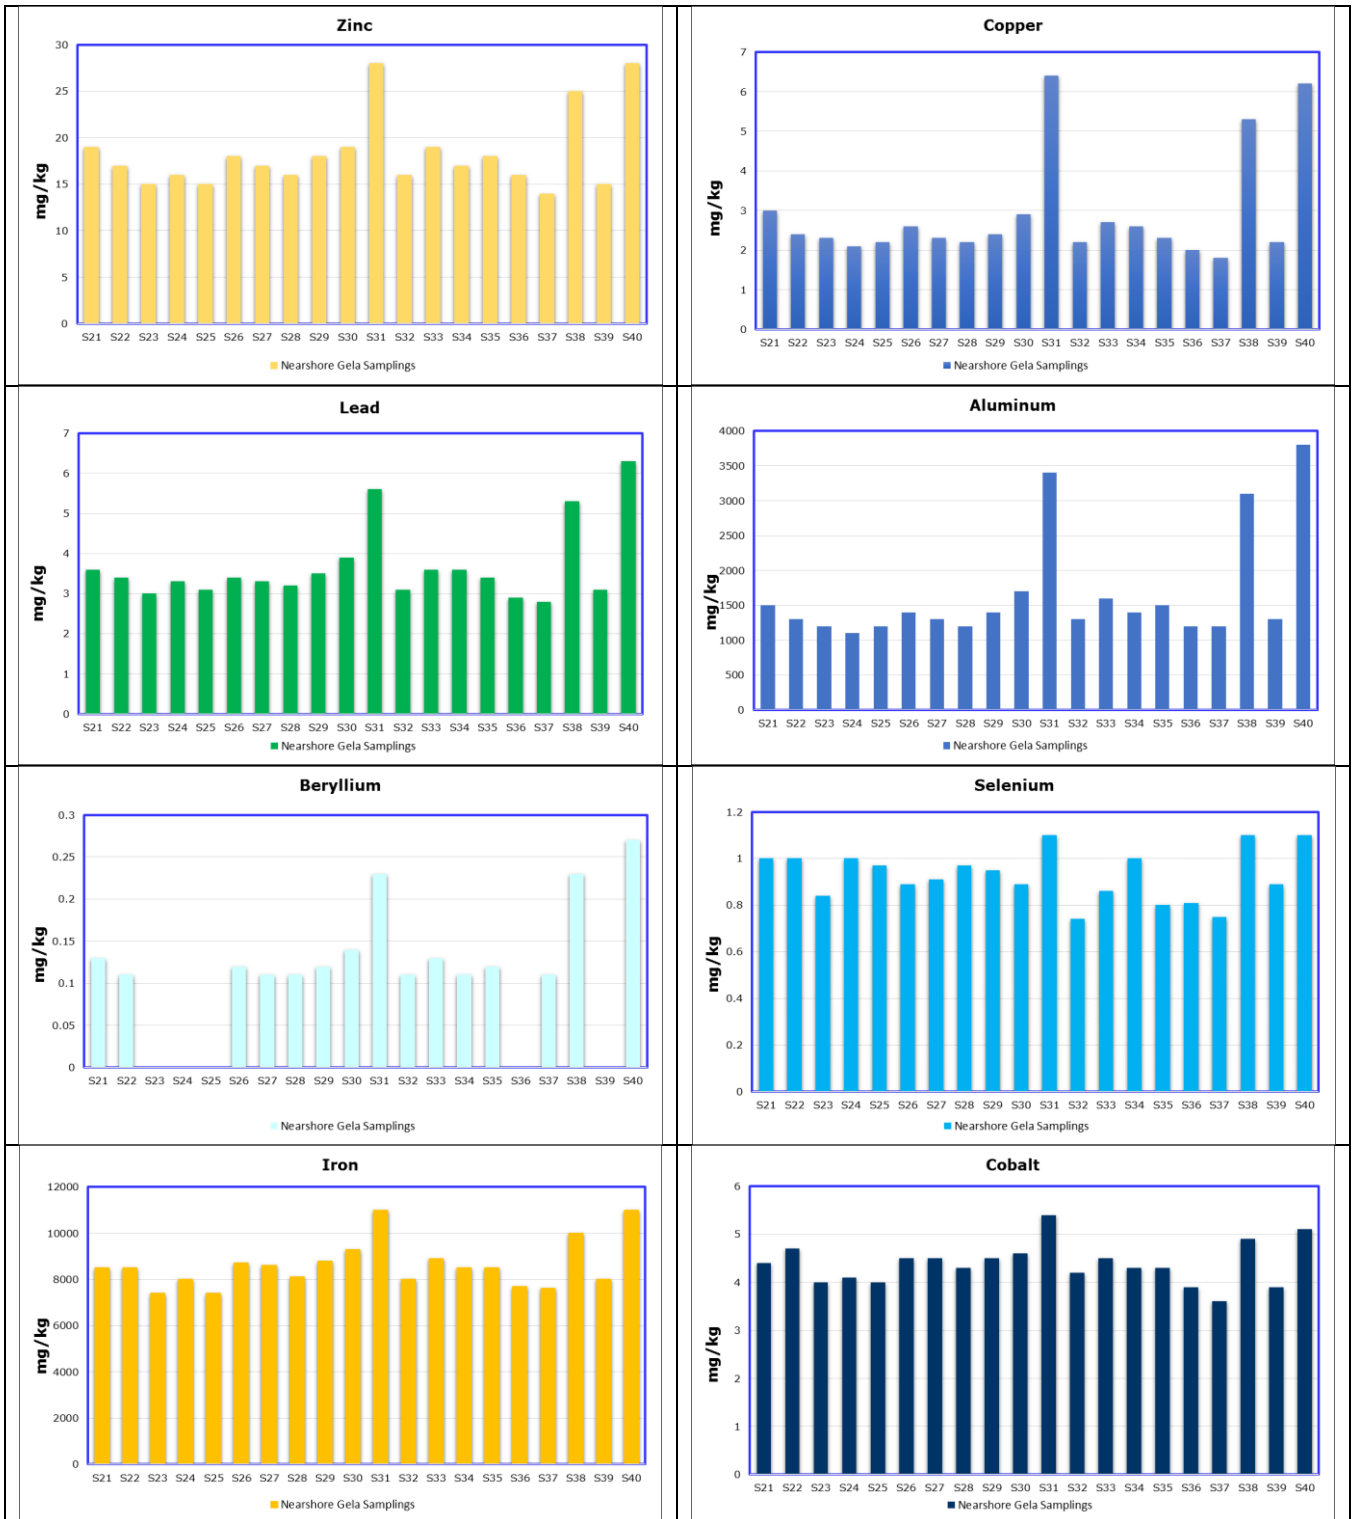 Zinc
30
25
20
15
10
5
0
mg/kg
S21 S22 S23 S24 S25 S26 S27 S28 S29 S30 S31 S32 S33 S34 S35 S36 S37 S38 S39 S40
Nearshore Gela Samplings
Copper
7
6
5
4
3
2
1
0
mg/kg
S21 S22 S23 S24 S25 S26 S27 S28 S29 S30 S31 S32 S33 S34 S35 S36 S37 S38 S39 S40
Nearshore Gela Samplings
Lead
7
6
5
4
3
2
1
0
mg/kg
S21 S22 S23 S24 S25 S26 S27 S28 S29 S30 S31 S32 S33 S34 S35 S36 S37 S38 S39 S40
Nearshore Gela Samplings
Aluminum
4000
3500
3000
2500
2000
1500
1000
500
0
mg/kg
S21 S22 S23 S24 S25 S26 S27 S28 S29 S30 S31 S32 S33 S34 S35 S36 S37 S38 S39 S40
Nearshore Gela Samplings
Beryllium
0.3
0.25
0.2
0.15
0.1
0.05
0
mg/kg
S21 S22 S23 S24 S25 S26 S27 S28 S29 S30 S31 S32 S33 S34 S35 S36 S37 S38 S39 S40
Nearshore Gela Samplings
Selenium
1.2
1
0.8
0.6
0.4
0.2
0
mg/kg
S21 S22 S23 S24 S25 S26 S27 S28 S29 S30 S31 S32 S33 S34 S35 S36 S37 S38 S39 S40
Nearshore Gela Samplings
Iron
12000
10000
8000
6000
4000
2000
0
mg/kg
S21 S22 S23 S24 S25 S26 S27 S28 S29 S30 S31 S32 S33 S34 S35 S36 S37 S38 S39 S40
Nearshore Gela Samplings
Cobalt
6
5
4
3
2
1
0
mg/kg
S21 S22 S23 S24 S25 S26 S27 S28 S29 S30 S31 S32 S33 S34 S35 S36 S37 S38 S39 S40
Nearshore Gela Samplings